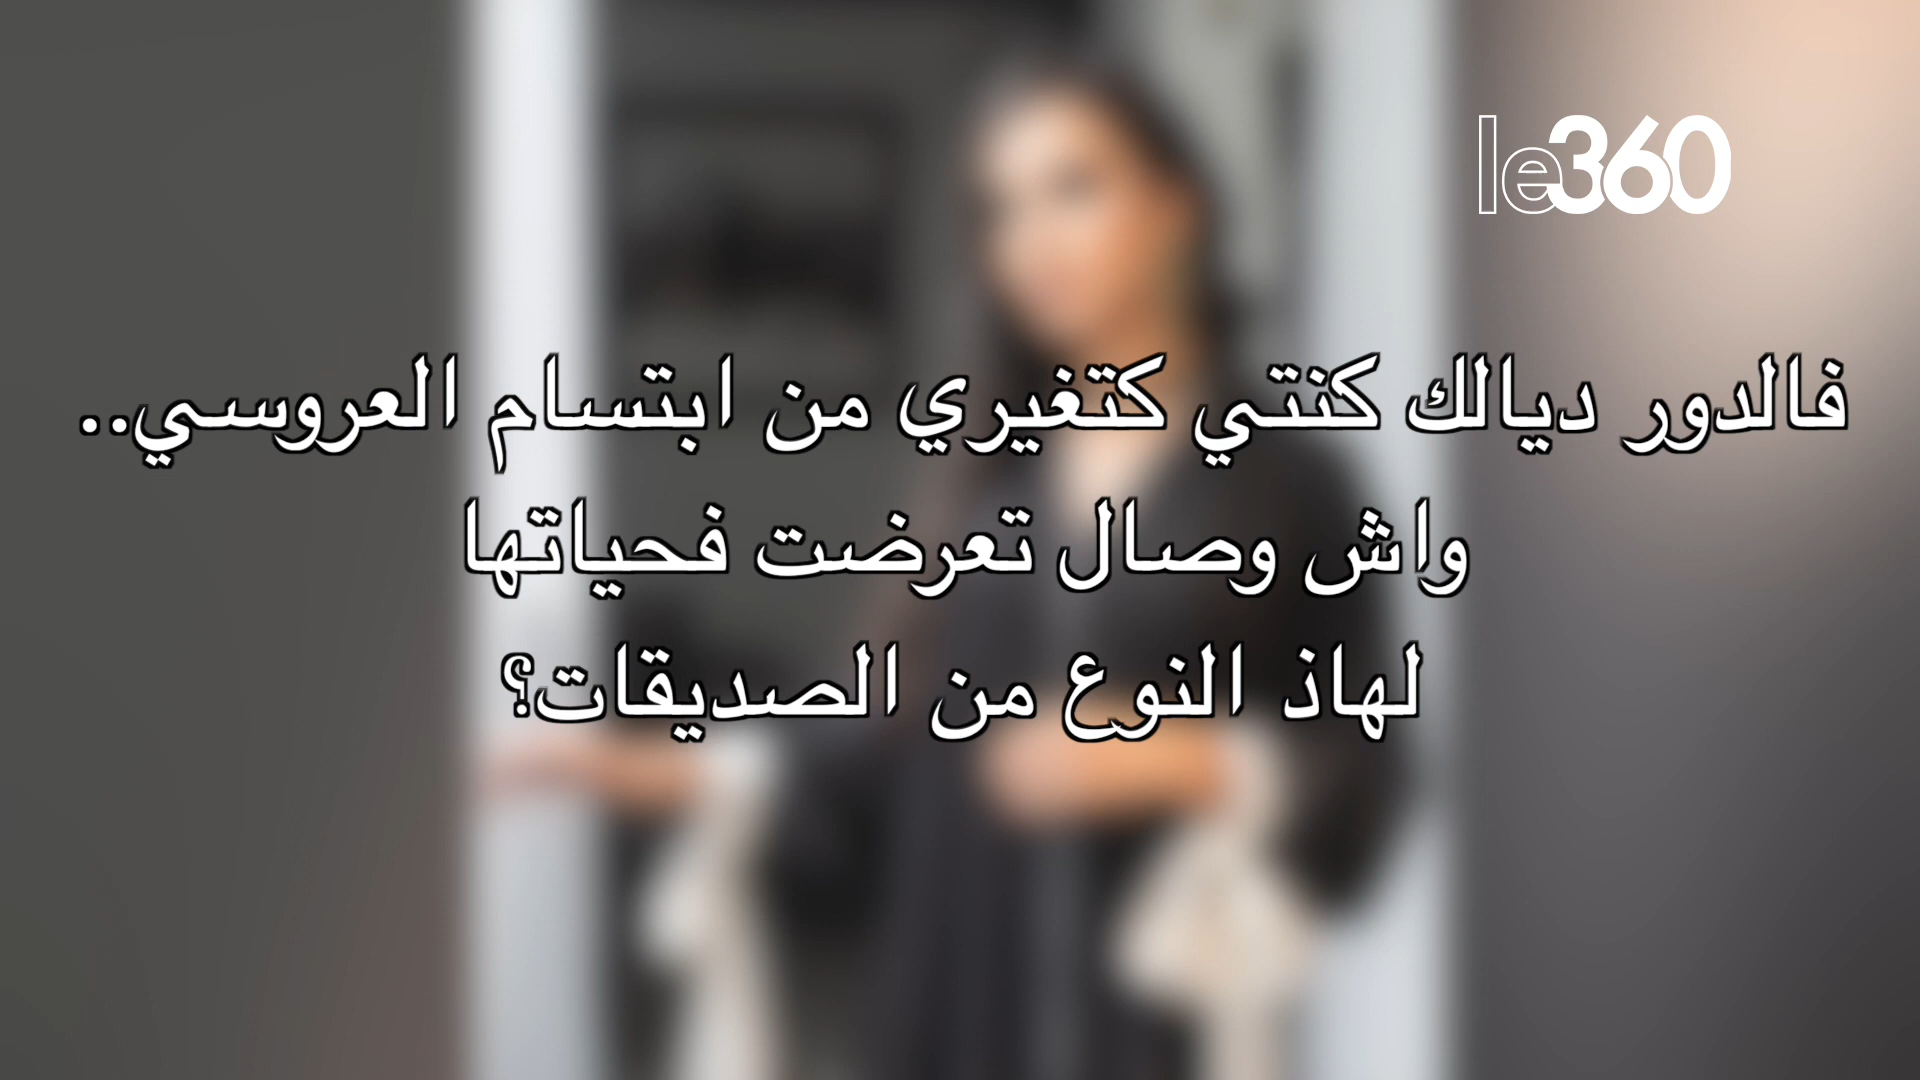 le360
فالدور ديالك كنتي كتغيري من ابتسام العروسي..
واش وصال تعرضت فحياتها
لهاذ النوع من الصديقات؟